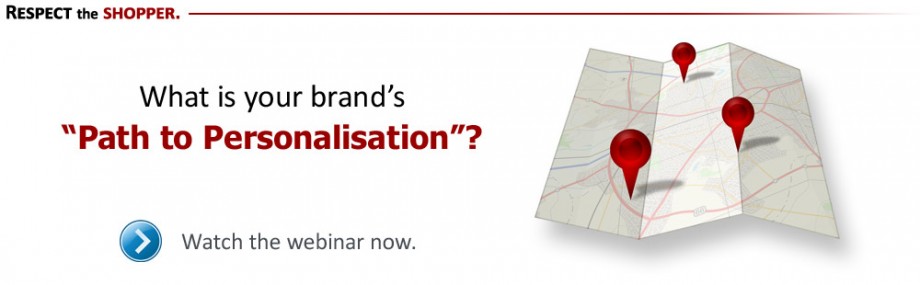 RESPECT the SHOPPER.
What is your brand’s
“Path to Personalisation”?
Watch the webinar now.